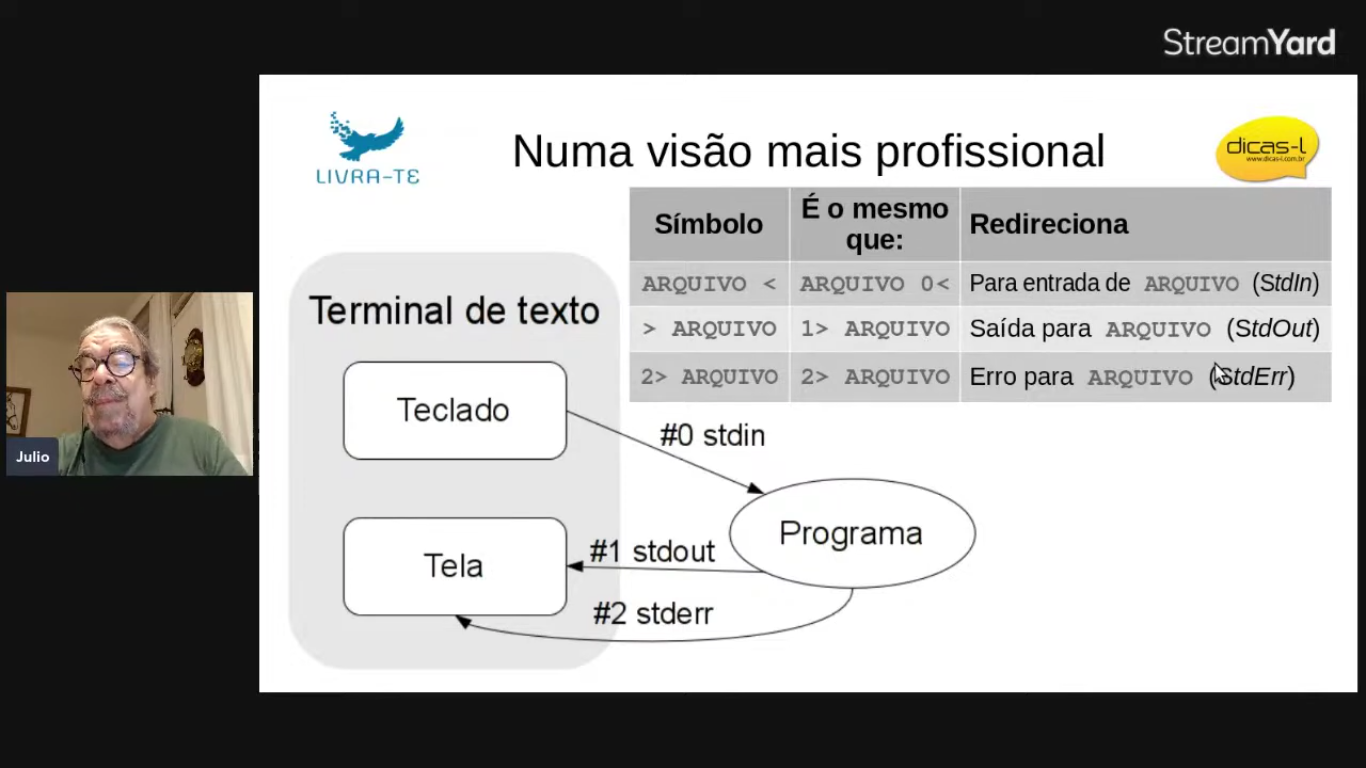 StreamYard
LIVRA-TE
Numa visão mais profissional
dicas-l
www.dicas-l.com.br
Símbolo
É o mesmo
que:
Redireciona
ARQUIVO < ARQUIVO 0< Para entrada de ARQUIVO (StdIn)
> ARQUIVO 1> ARQUIVO Saída para ARQUIVO (StdOut)
2> ARQUIVO 2> ARQUIVO Erro para ARQUIVO (StdErr)
Terminal de texto
Teclado
#0 stdin
Programa
#1 stdout
Tela
#2 stderr
Julio